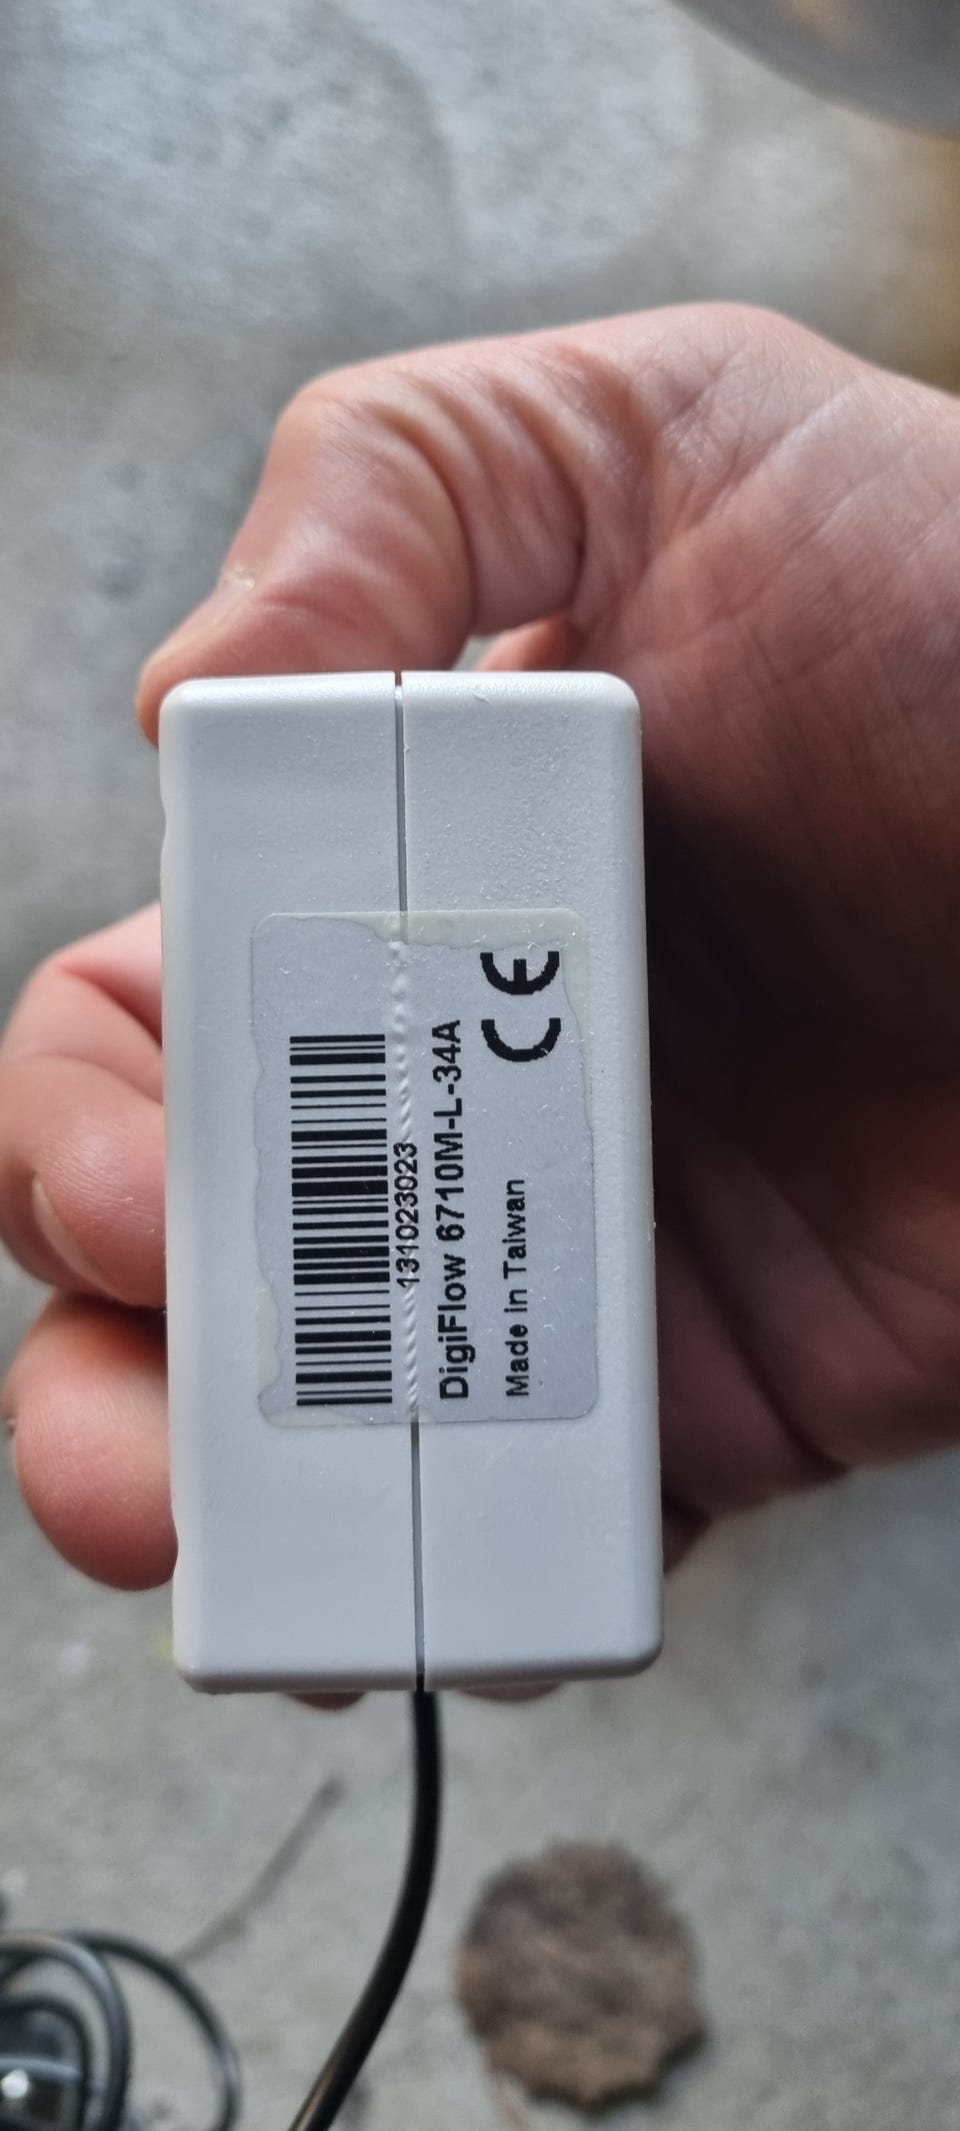 131023023
DigiFlow 6710M-L-34A
Made in Taiwan
CE